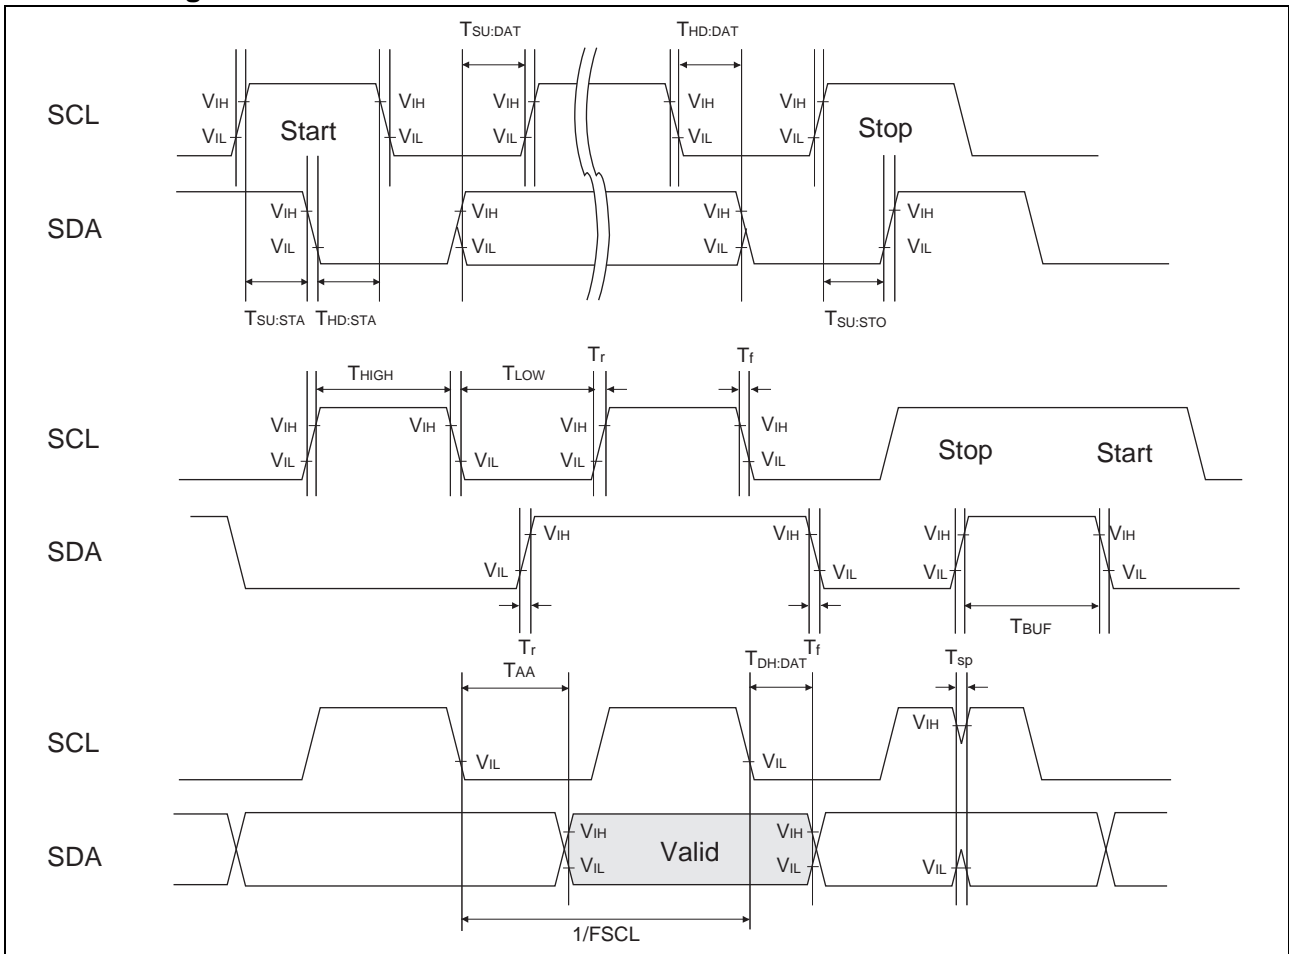 g
TSU:DAT THD:DAT
SCL VIH VIH VIH VIH VIH
VIL Start VIL VIL VIL VIL Stop
SDA VIH VIH VIH VIH
VIL VIL VIL VIL
TSU:STA THD:STA TSU:STO
THIGH TLOW Tr Tf
SCL VIH VIH VIH VIH
VIL VIL VIL VIL Stop Start
SDA VIH VIH VIH VIH
VIL VIL VIL VIL
Tr Tf TBUF
TAA TDH:DAT Tsp
SCL VIH
VIL VIL
SDA VIH Valid VIH
VIL VIL VIL
1/FSCL